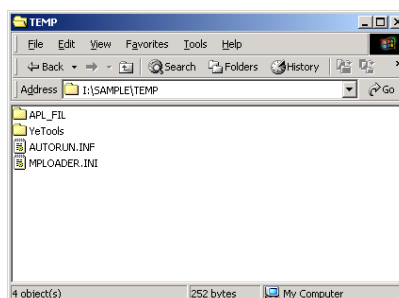 TEMP
File Edit View Favorites Tools Help
Back Search Folders History
Address I:\SAMPLE\TEMP Go
APL_FIL
YeTools
AUTORUN.INF
MPLOADER.INI
4 object(s) 252 bytes My Computer